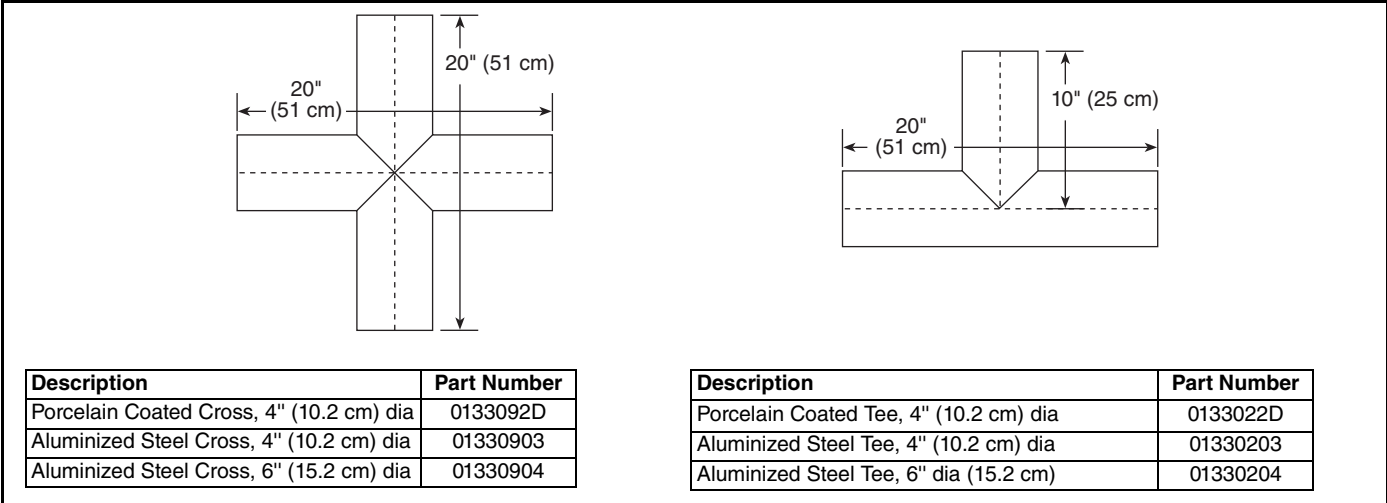 20" (51 cm)
20"
(51 cm)
10" (25 cm)
20"
(51 cm)
Description Part Number
Porcelain Coated Cross, 4" (10.2 cm) dia 0133092D
Aluminized Steel Cross, 4" (10.2 cm) dia 01330903
Aluminized Steel Cross, 6" (15.2 cm) dia 01330904
Description Part Number
Porcelain Coated Tee, 4" (10.2 cm) dia 0133022D
Aluminized Steel Tee, 4" (10.2 cm) dia 01330203
Aluminized Steel Tee, 6" dia (15.2 cm) 01330204